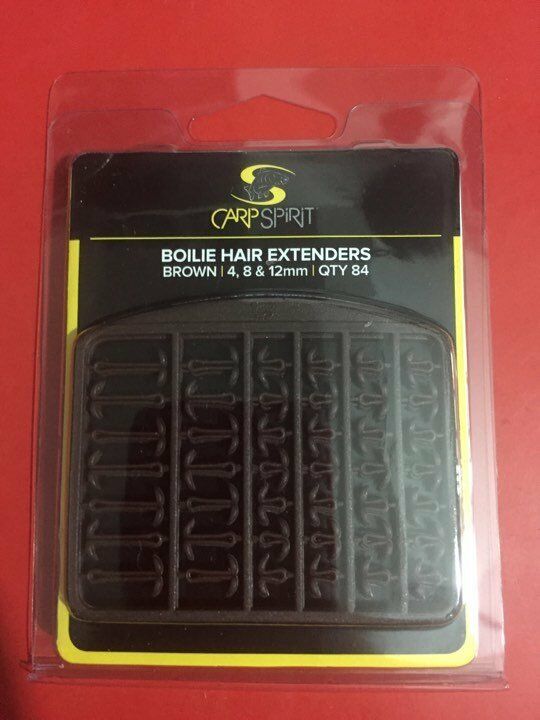 CARP SPIRIT
BOILIE HAIR EXTENDERS
BROWN | 4, 8 & 12mm | QTY 84